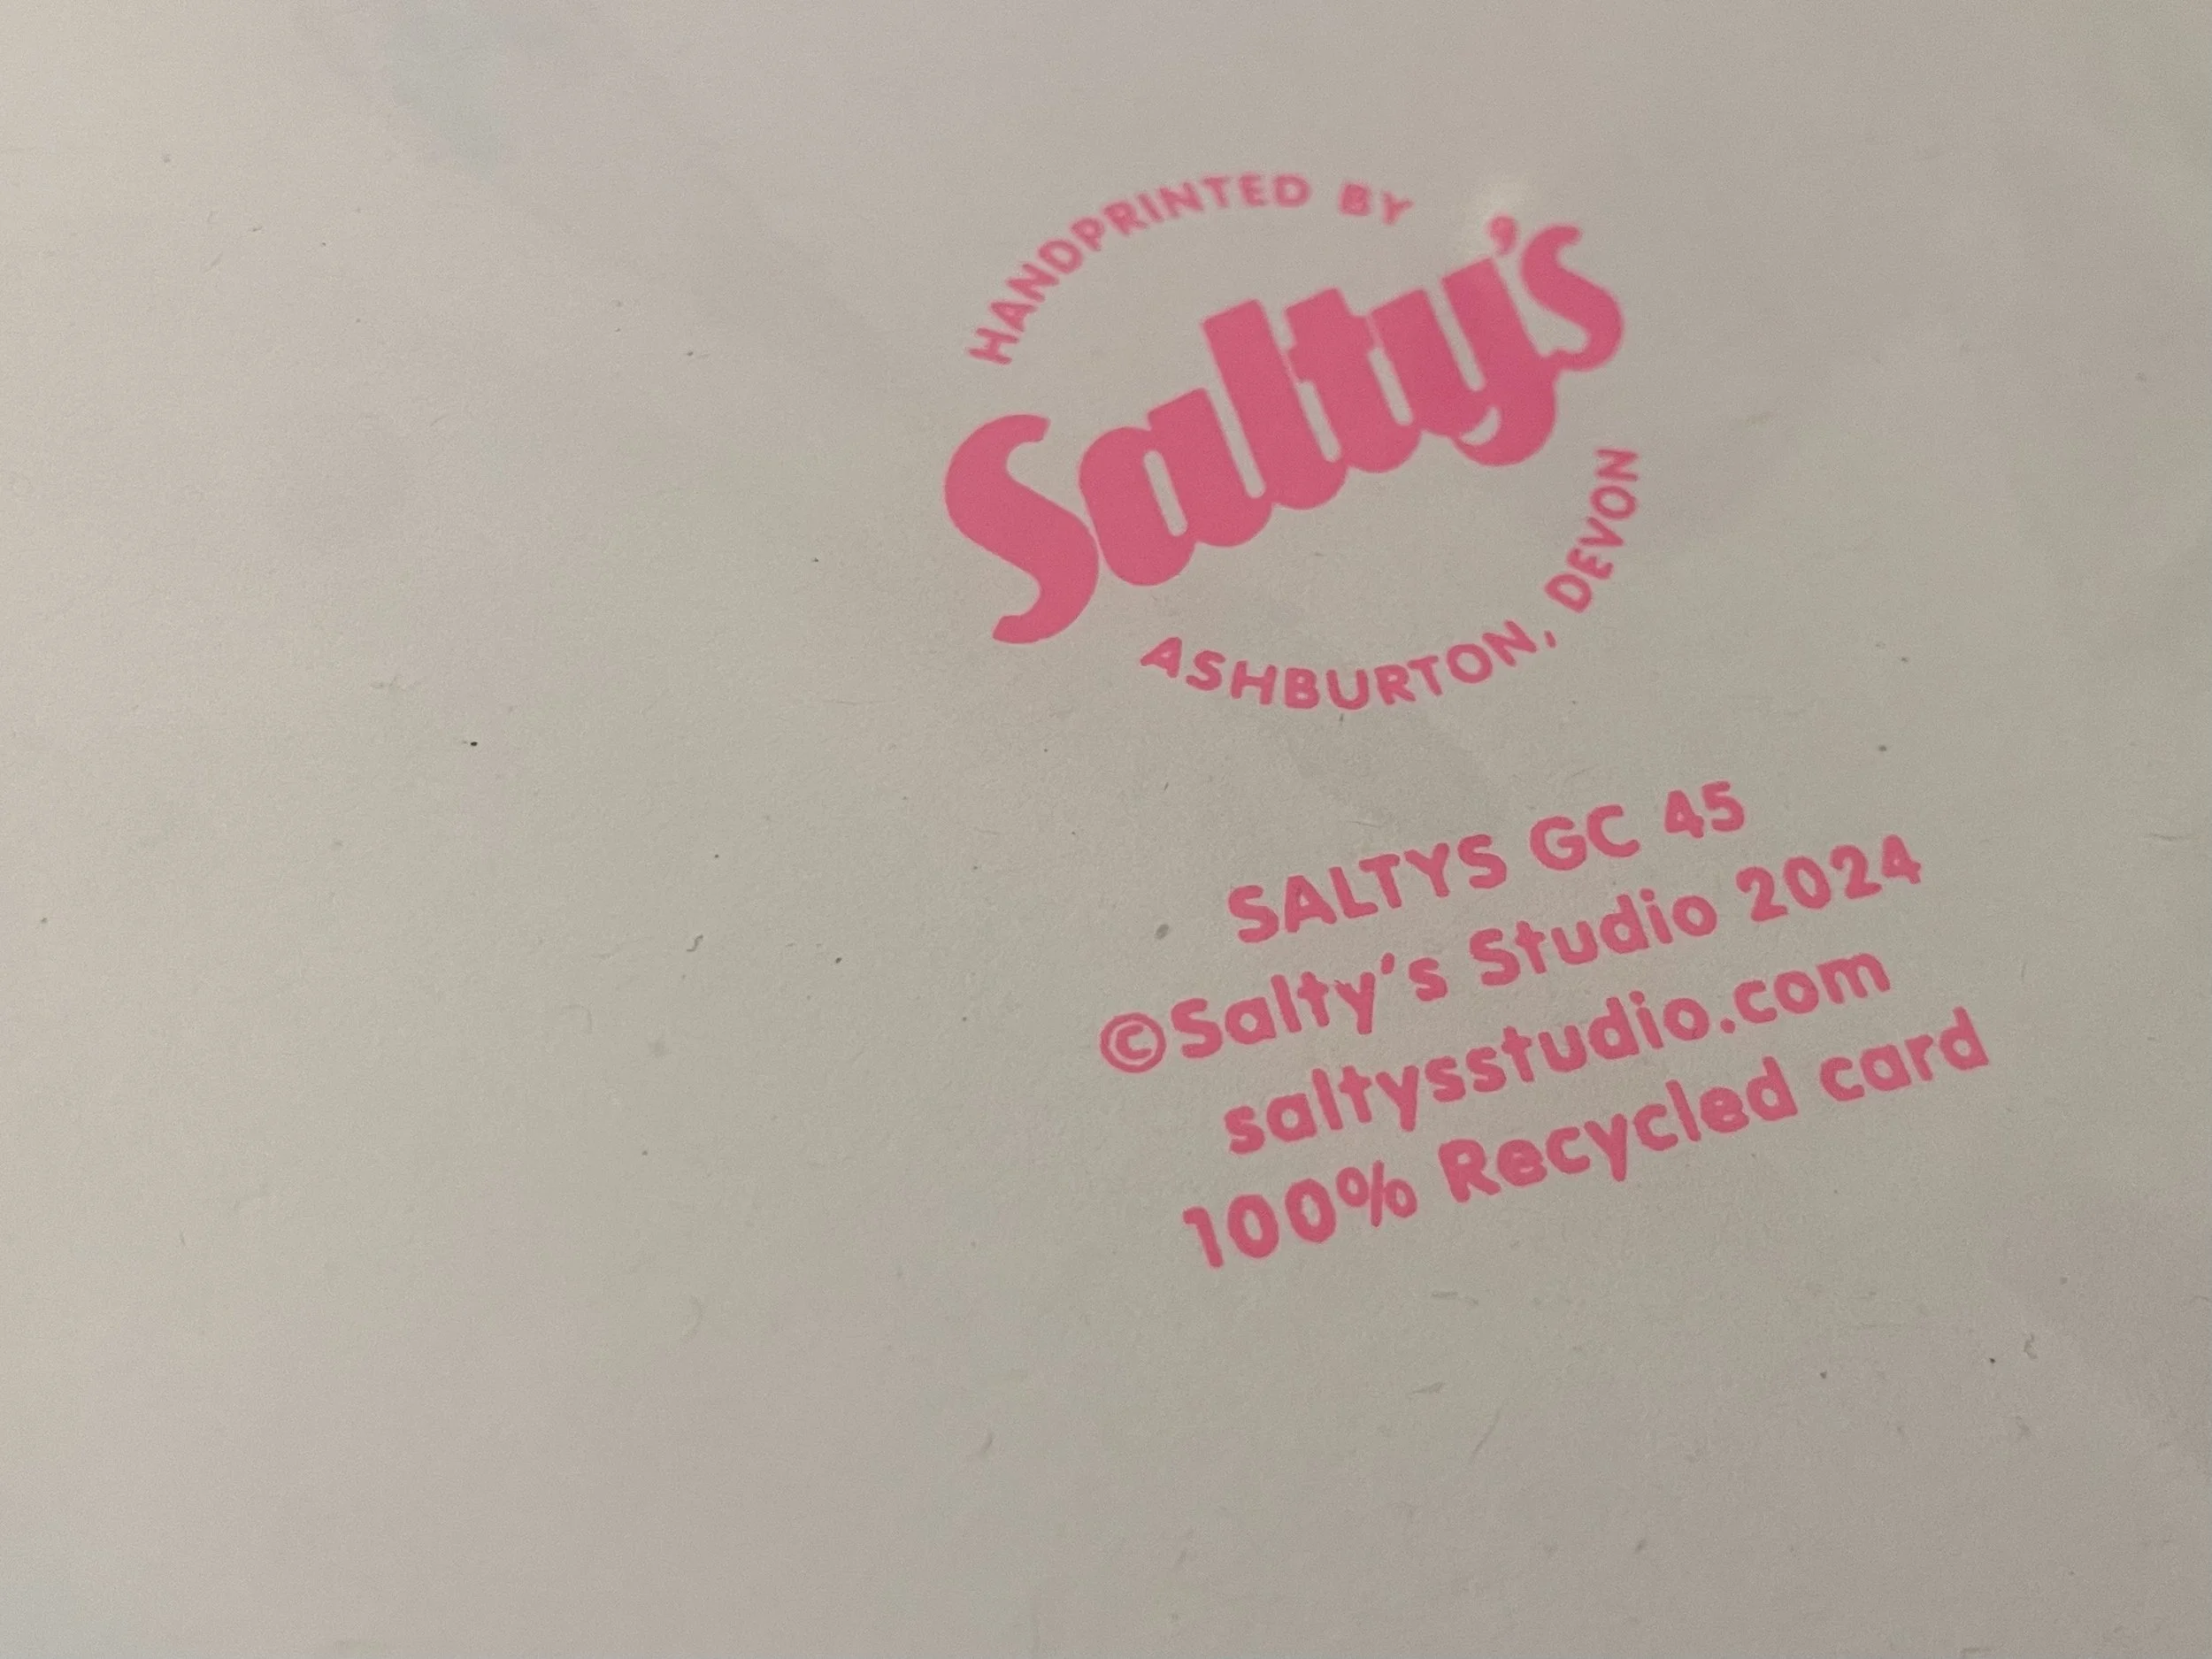 HANDPRINTED BY
Salty's
ASHBURTON, DEVON
SALTYS GC 45
©Salty's Studio 2024
saltysstudio.com
100% Recycled card